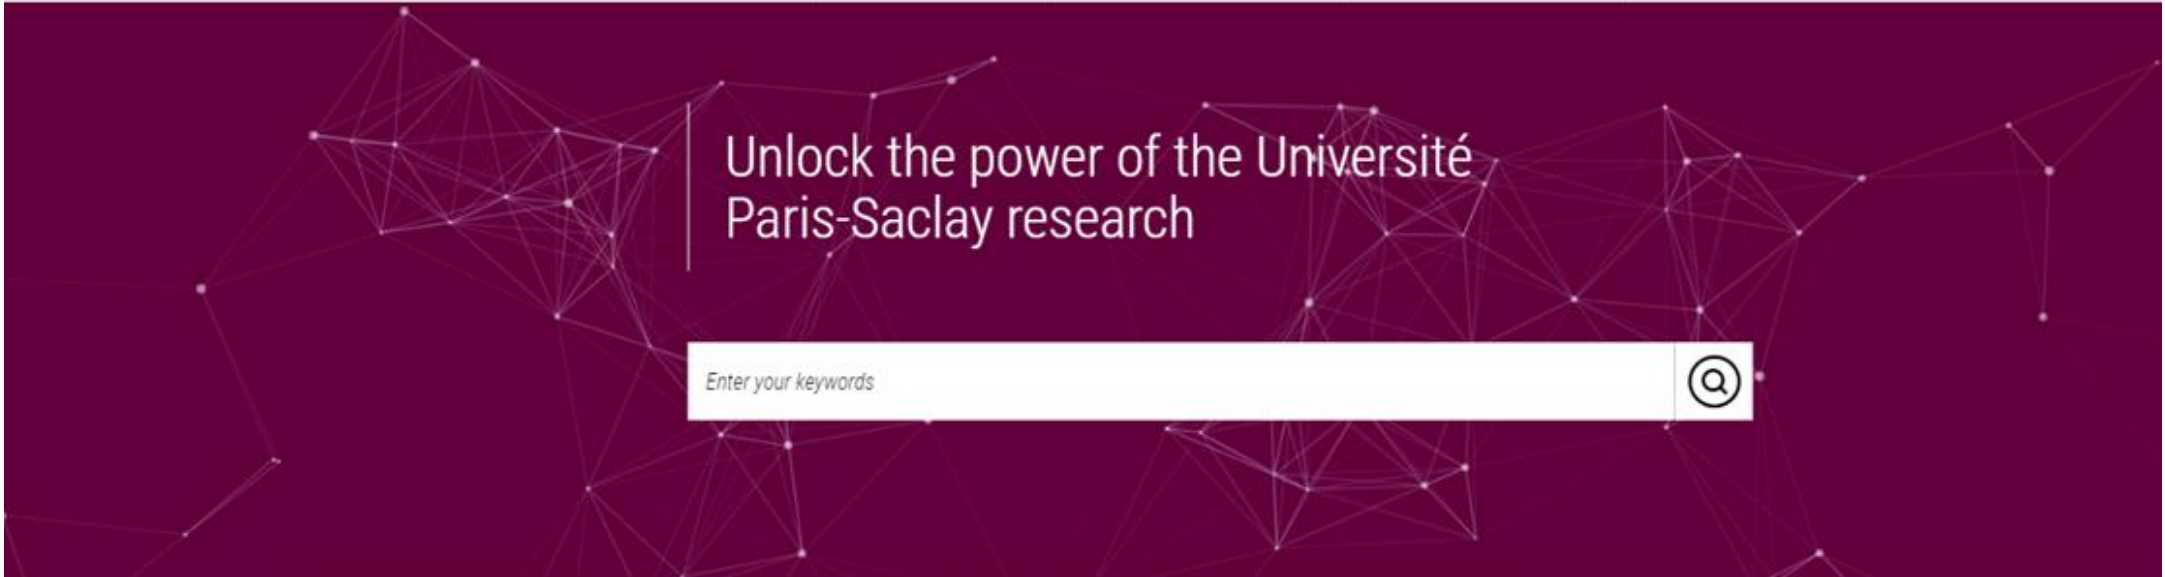 Unlock the power of the Université
Paris-Saclay research
Enter your keywords